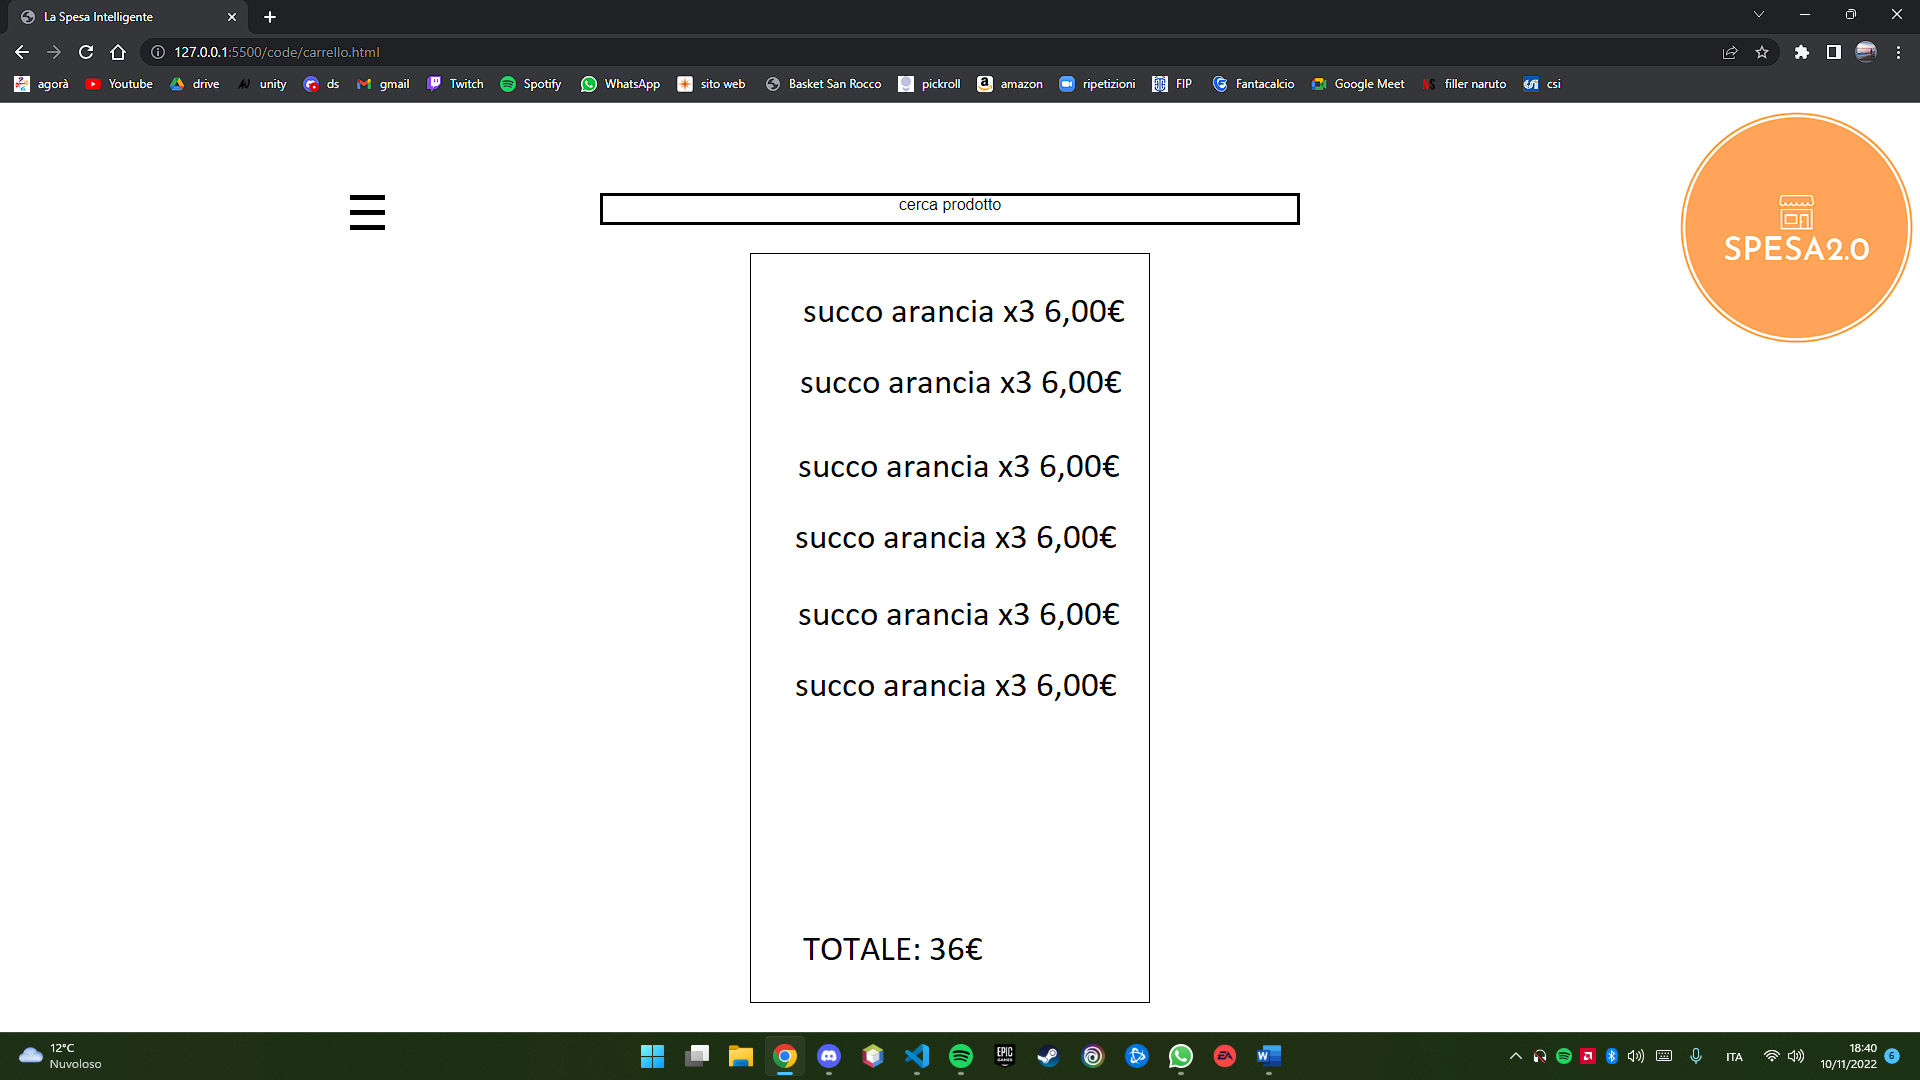 La Spesa Intelligente
127.0.0.1:5500/code/carrello.html
agorà Youtube drive unity ds gmail Twitch Spotify WhatsApp sito web Basket San Rocco pickroll amazon ripetizioni FIP Fantacalcio Google Meet filler naruto csi
cerca prodotto
SPESA2.0
succo arancia x3 6,00€
succo arancia x3 6,00€
succo arancia x3 6,00€
succo arancia x3 6,00€
succo arancia x3 6,00€
succo arancia x3 6,00€
TOTALE: 36€
12°C
Nuvoloso
EPIC
GAMES
EA
W
ITA
18:40
10/11/2022
6